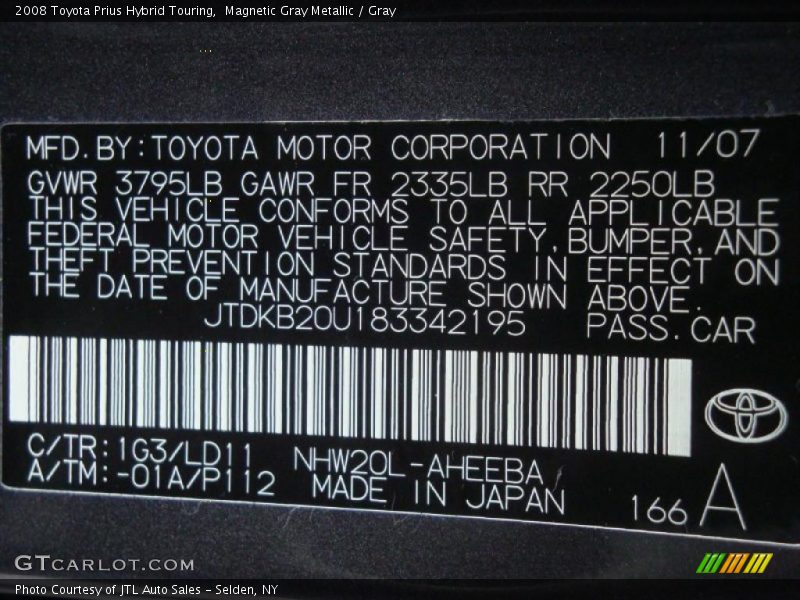 2008 Toyota Prius Hybrid Touring,  Magnetic Gray Metallic / Gray
MFD.BY:TOYOTA MOTOR CORPORATION 11/07
GVWR 3795LB GAWR FR 2335LB RR 2250LB
THIS VEHICLE CONFORMS TO ALL APPLICABLE
FEDERAL MOTOR VEHICLE SAFETY,BUMPER,AND
THEFT PREVENTION STANDARDS IN EFFECT ON
THE DATE OF MANUFACTURE SHOWN ABOVE.
JTDKB20U183342195 PASS.CAR
C/TR:1G3/LD11 NHW20L-AHEEBA
A/TM:-01A/P112 MADE IN JAPAN 166 A
GTCARLOT.COM
Photo Courtesy of JTL Auto Sales - Selden, NY